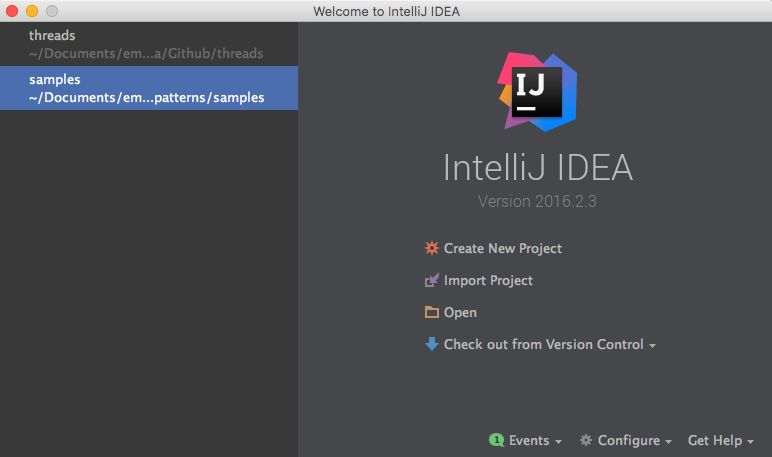 Welcome to IntelliJ IDEA
threads
~/Documents/em...a/Github/threads
samples
~/Documents/em...patterns/samples
IJ
IntelliJ IDEA
Version 2016.2.3
Create New Project
Import Project
Open
Check out from Version Control
1 Events
Configure
Get Help